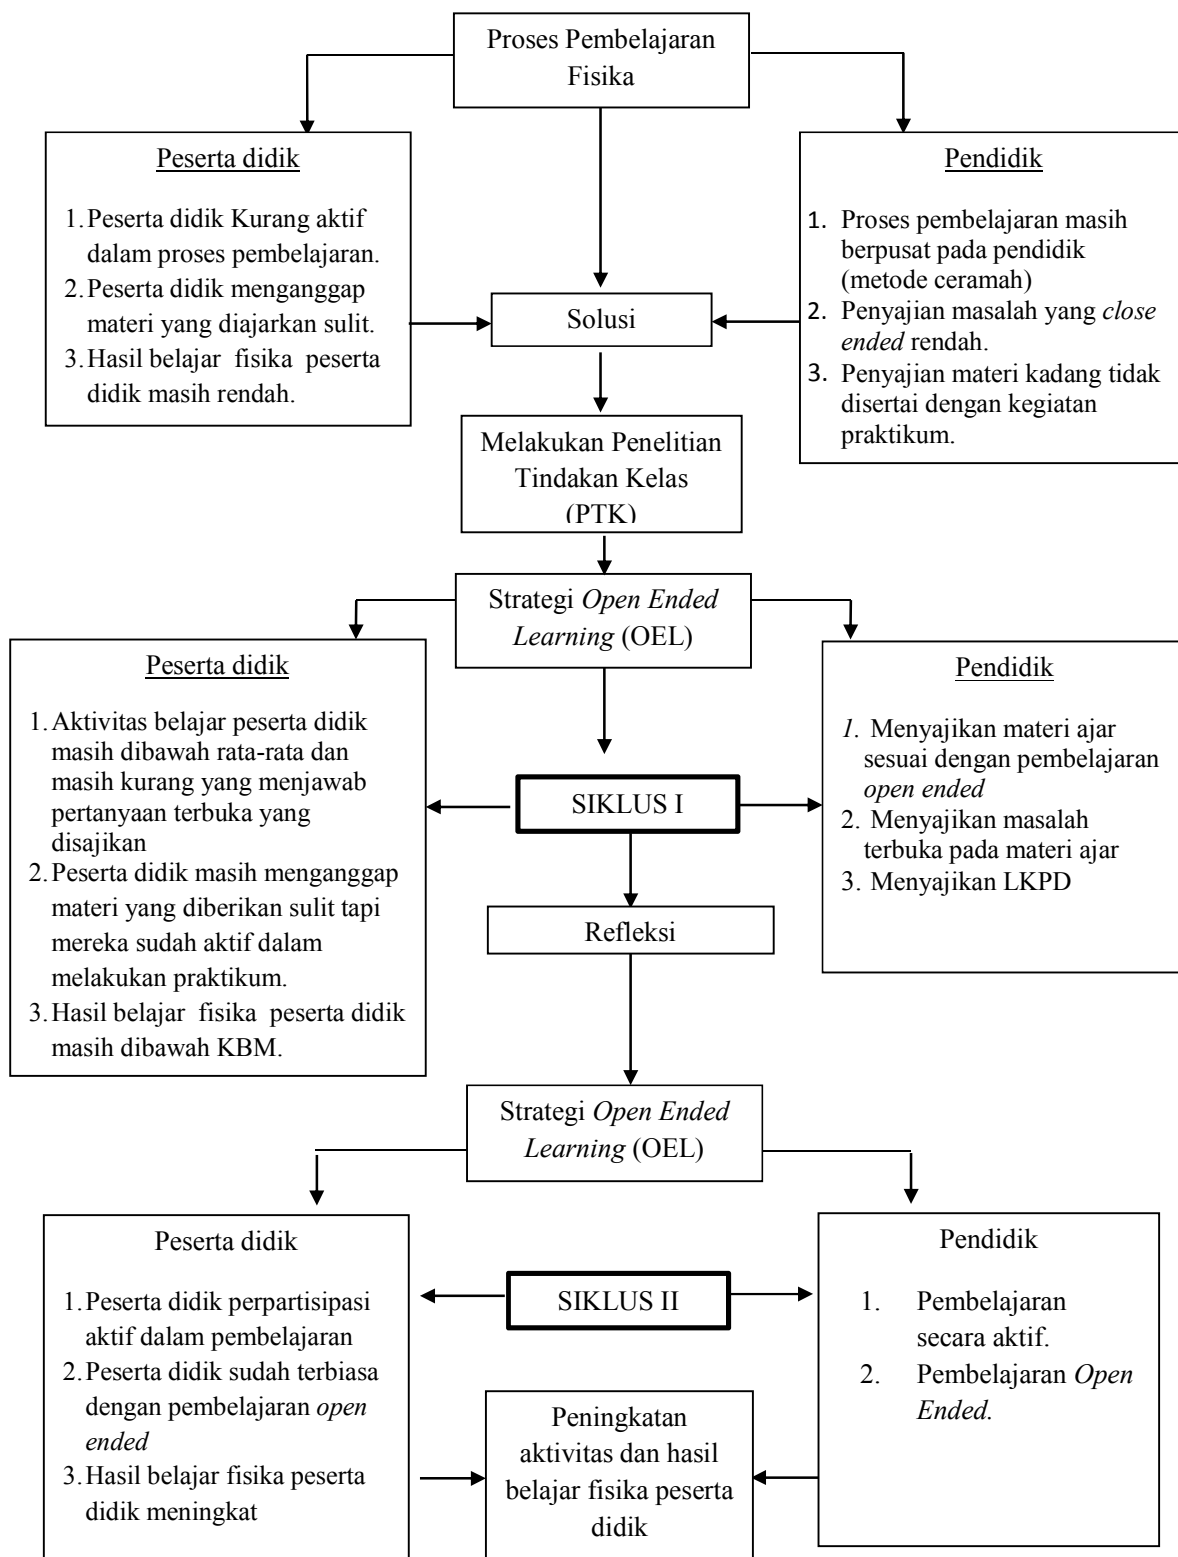 Proses Pembelajaran
Fisika
Peserta didik
1. Peserta didik Kurang aktif
dalam proses pembelajaran.
2. Peserta didik menganggap
materi yang diajarkan sulit.
3. Hasil belajar fisika peserta
didik masih rendah.
Pendidik
1. Proses pembelajaran masih
berpusat pada pendidik
(metode ceramah)
2. Penyajian masalah yang close
ended rendah.
3. Penyajian materi kadang tidak
disertai dengan kegiatan
praktikum.
Solusi
Melakukan Penelitian
Tindakan Kelas
(PTK)
Strategi Open Ended
Learning (OEL)
Peserta didik
1. Aktivitas belajar peserta didik
masih dibawah rata-rata dan
masih kurang yang menjawab
pertanyaan terbuka yang
disajikan
2. Peserta didik masih menganggap
materi yang diberikan sulit tapi
mereka sudah aktif dalam
melakukan praktikum.
3. Hasil belajar fisika peserta didik
masih dibawah KBM.
SIKLUS I
Pendidik
1. Menyajikan materi ajar
sesuai dengan pembelajaran
open ended
2. Menyajikan masalah
terbuka pada materi ajar
3. Menyajikan LKPD
Refleksi
Strategi Open Ended
Learning (OEL)
Peserta didik
1. Peserta didik perpartisipasi
aktif dalam pembelajaran
2. Peserta didik sudah terbiasa
dengan pembelajaran open
ended
3. Hasil belajar fisika peserta
didik meningkat
SIKLUS II
Pendidik
1. Pembelajaran
secara aktif.
2. Pembelajaran Open
Ended.
Peningkatan
aktivitas dan hasil
belajar fisika peserta
didik